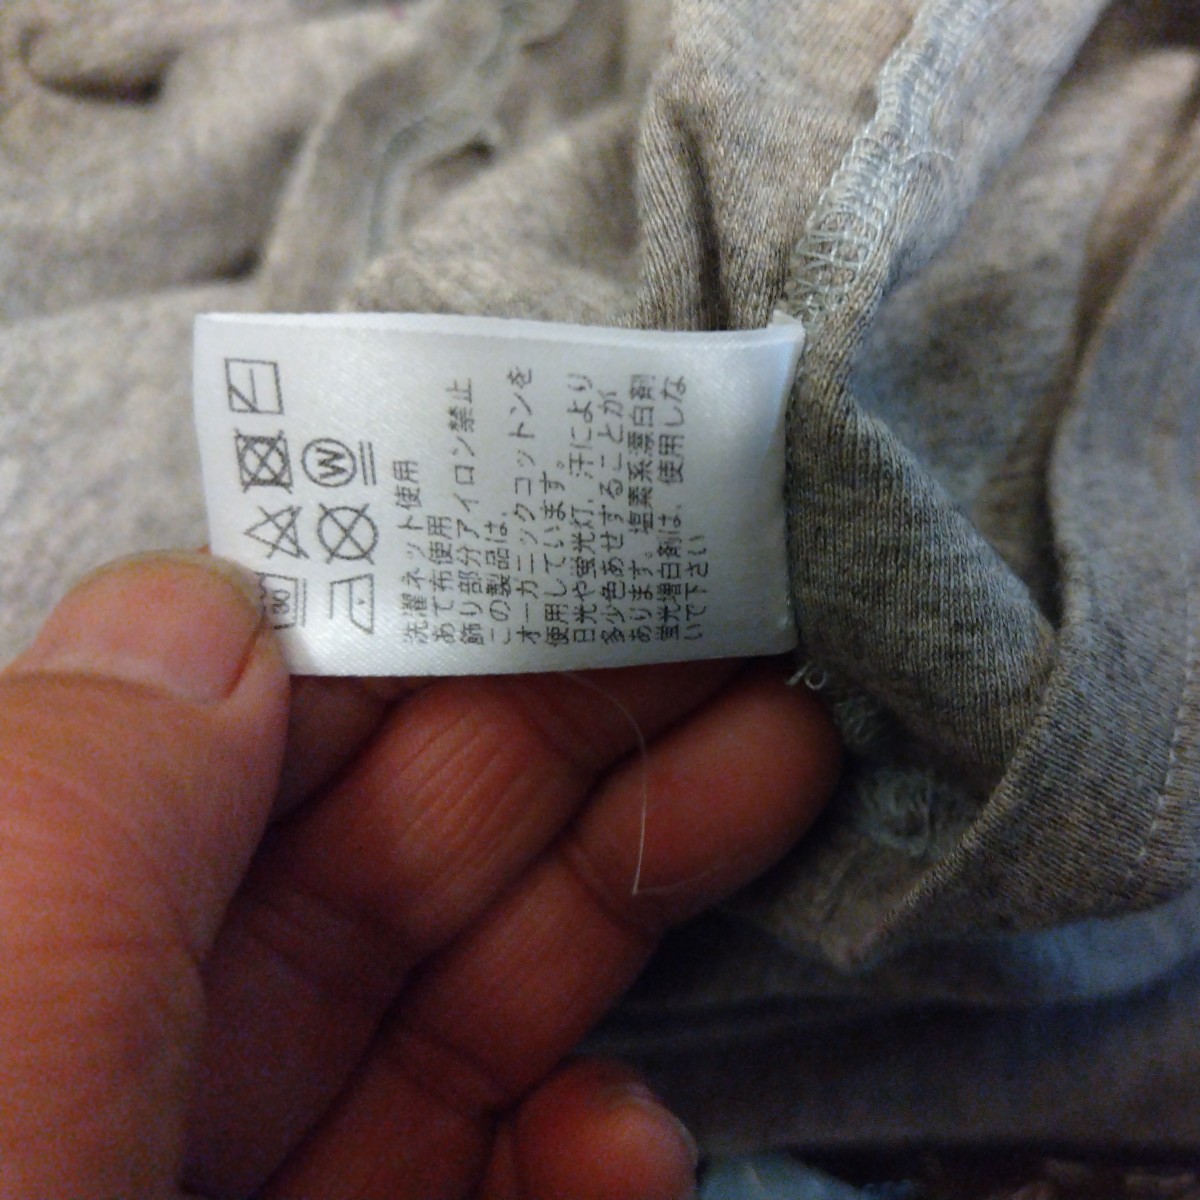 30
W
洗濯ネット使用
あて布使用
飾り部分アイロン禁止
この製品は、
オーガニックコットンを
使用しています。
日光や蛍光灯、汗により
多少色あせすることが
あります。塩素系漂白剤
蛍光増白剤は、使用しな
いで下さい